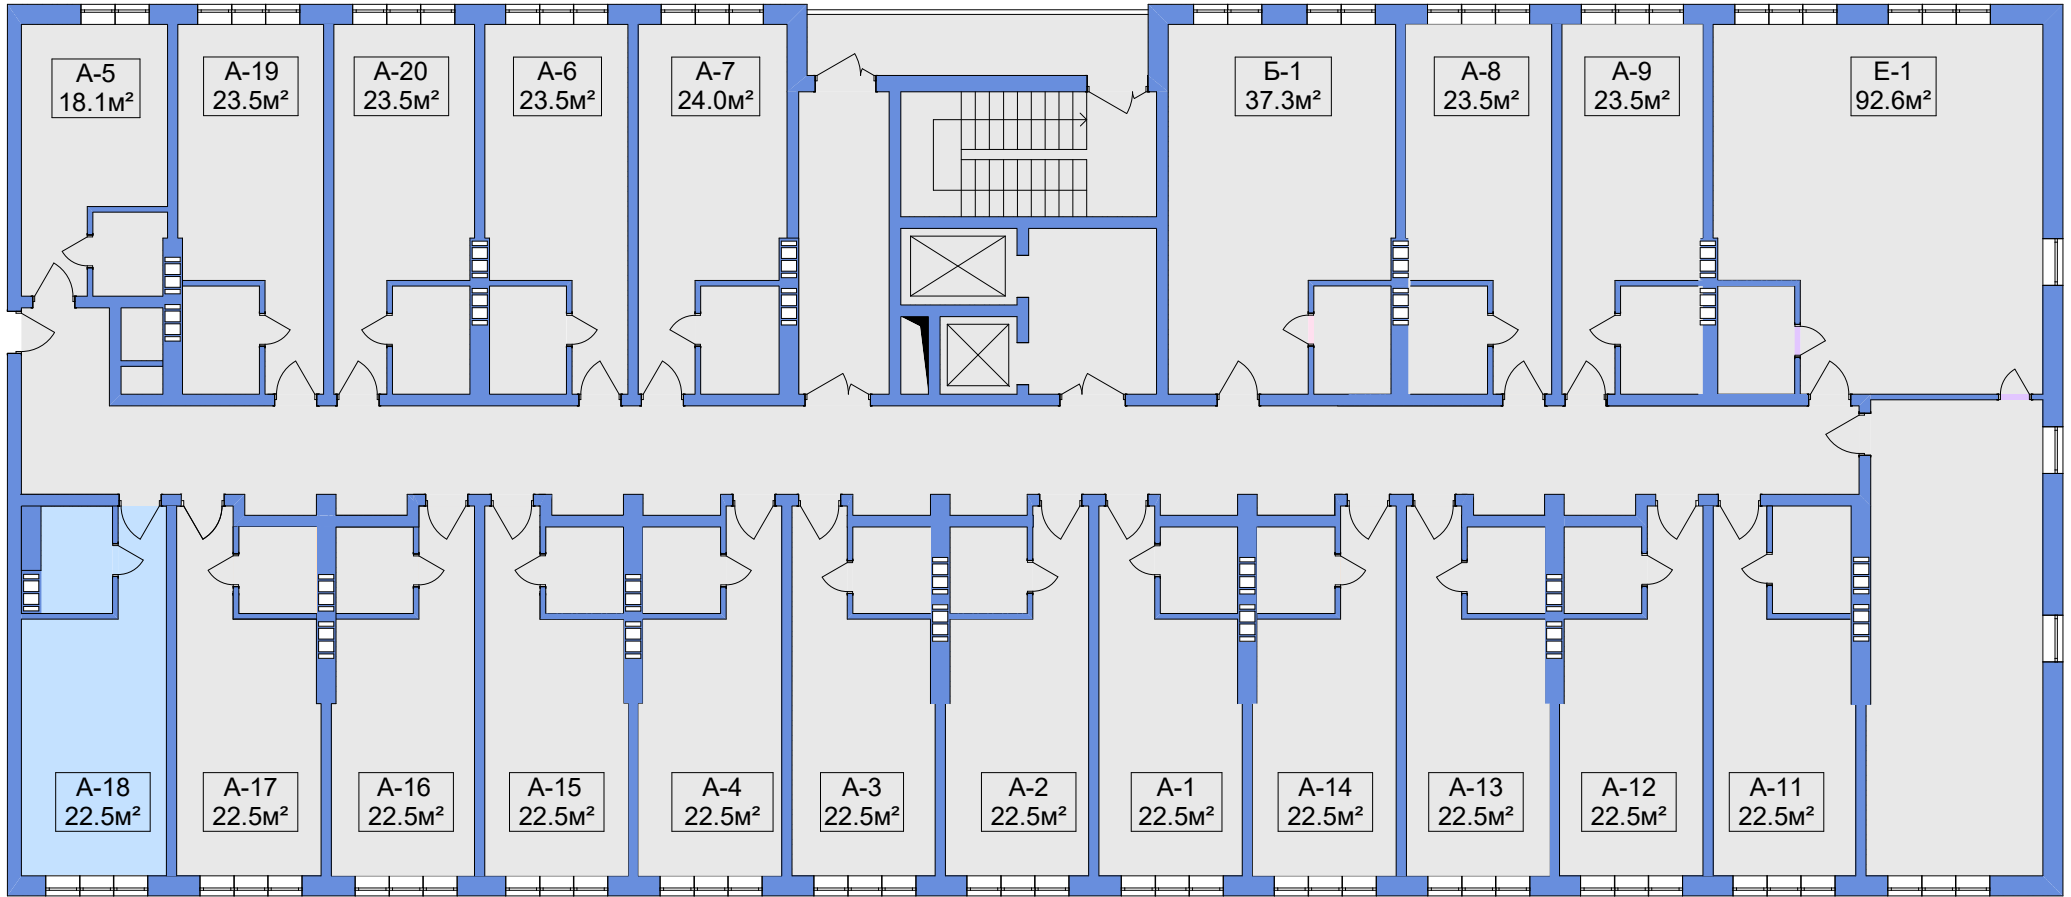 А-5
18.1м²
А-19
23.5м²
А-20
23.5м²
А-6
23.5м²
А-7
24.0м²
Б-1
37.3м²
А-8
23.5м²
А-9
23.5м²
Е-1
92.6м²
А-18
22.5м²
А-17
22.5м²
А-16
22.5м²
А-15
22.5м²
А-4
22.5м²
А-3
22.5м²
А-2
22.5м²
А-1
22.5м²
А-14
22.5м²
А-13
22.5м²
А-12
22.5м²
А-11
22.5м²